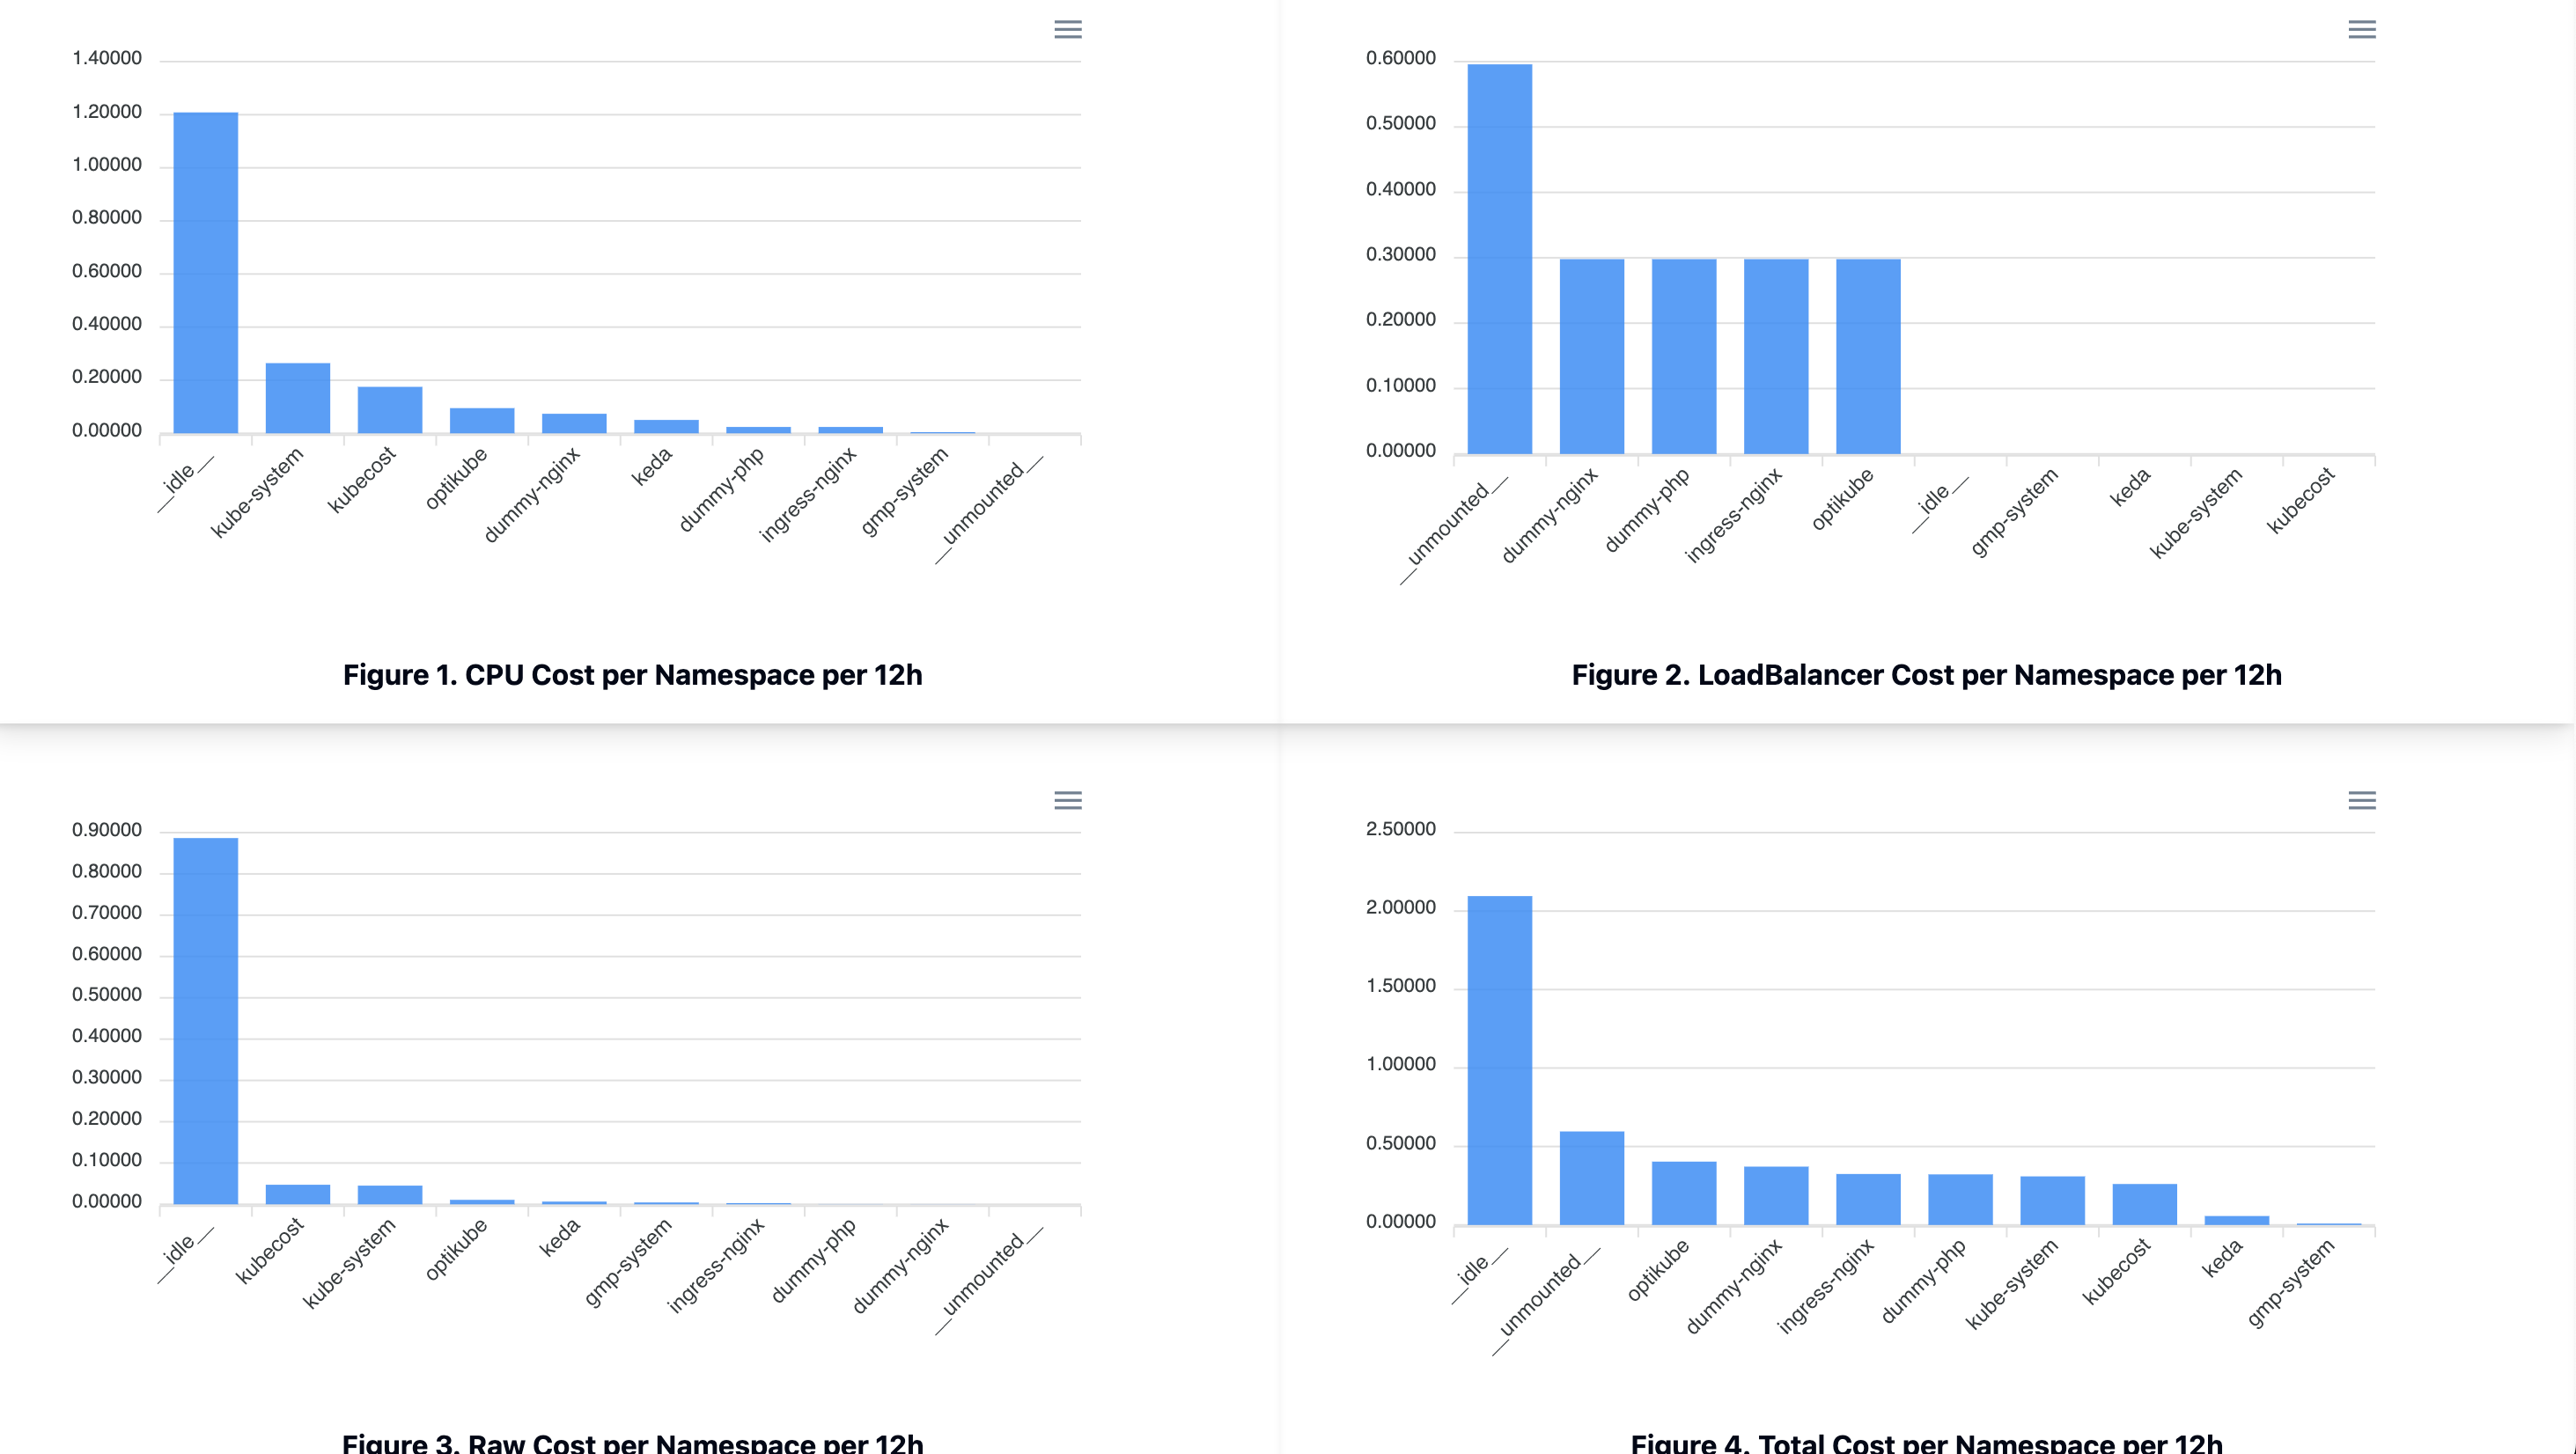 1.40000
1.20000
1.00000
0.80000
0.60000
0.40000
0.20000
0.00000
__idle__
kube-system
kubecost
optikube
dummy-nginx
keda
dummy-php
ingress-nginx
gmp-system
__unmounted__
Figure 1. CPU Cost per Namespace per 12h
0.60000
0.50000
0.40000
0.30000
0.20000
0.10000
0.00000
__unmounted__
dummy-nginx
dummy-php
ingress-nginx
optikube
__idle__
gmp-system
keda
kube-system
kubecost
Figure 2. LoadBalancer Cost per Namespace per 12h
0.90000
0.80000
0.70000
0.60000
0.50000
0.40000
0.30000
0.20000
0.10000
0.00000
__idle__
kubecost
kube-system
optikube
keda
gmp-system
ingress-nginx
dummy-php
dummy-nginx
__unmounted__
Figure 3. Raw Cost per Namespace per 12h
2.50000
2.00000
1.50000
1.00000
0.50000
0.00000
__idle__
__unmounted__
optikube
dummy-nginx
ingress-nginx
dummy-php
kube-system
kubecost
keda
gmp-system
Figure 4. Total Cost per Namespace per 12h